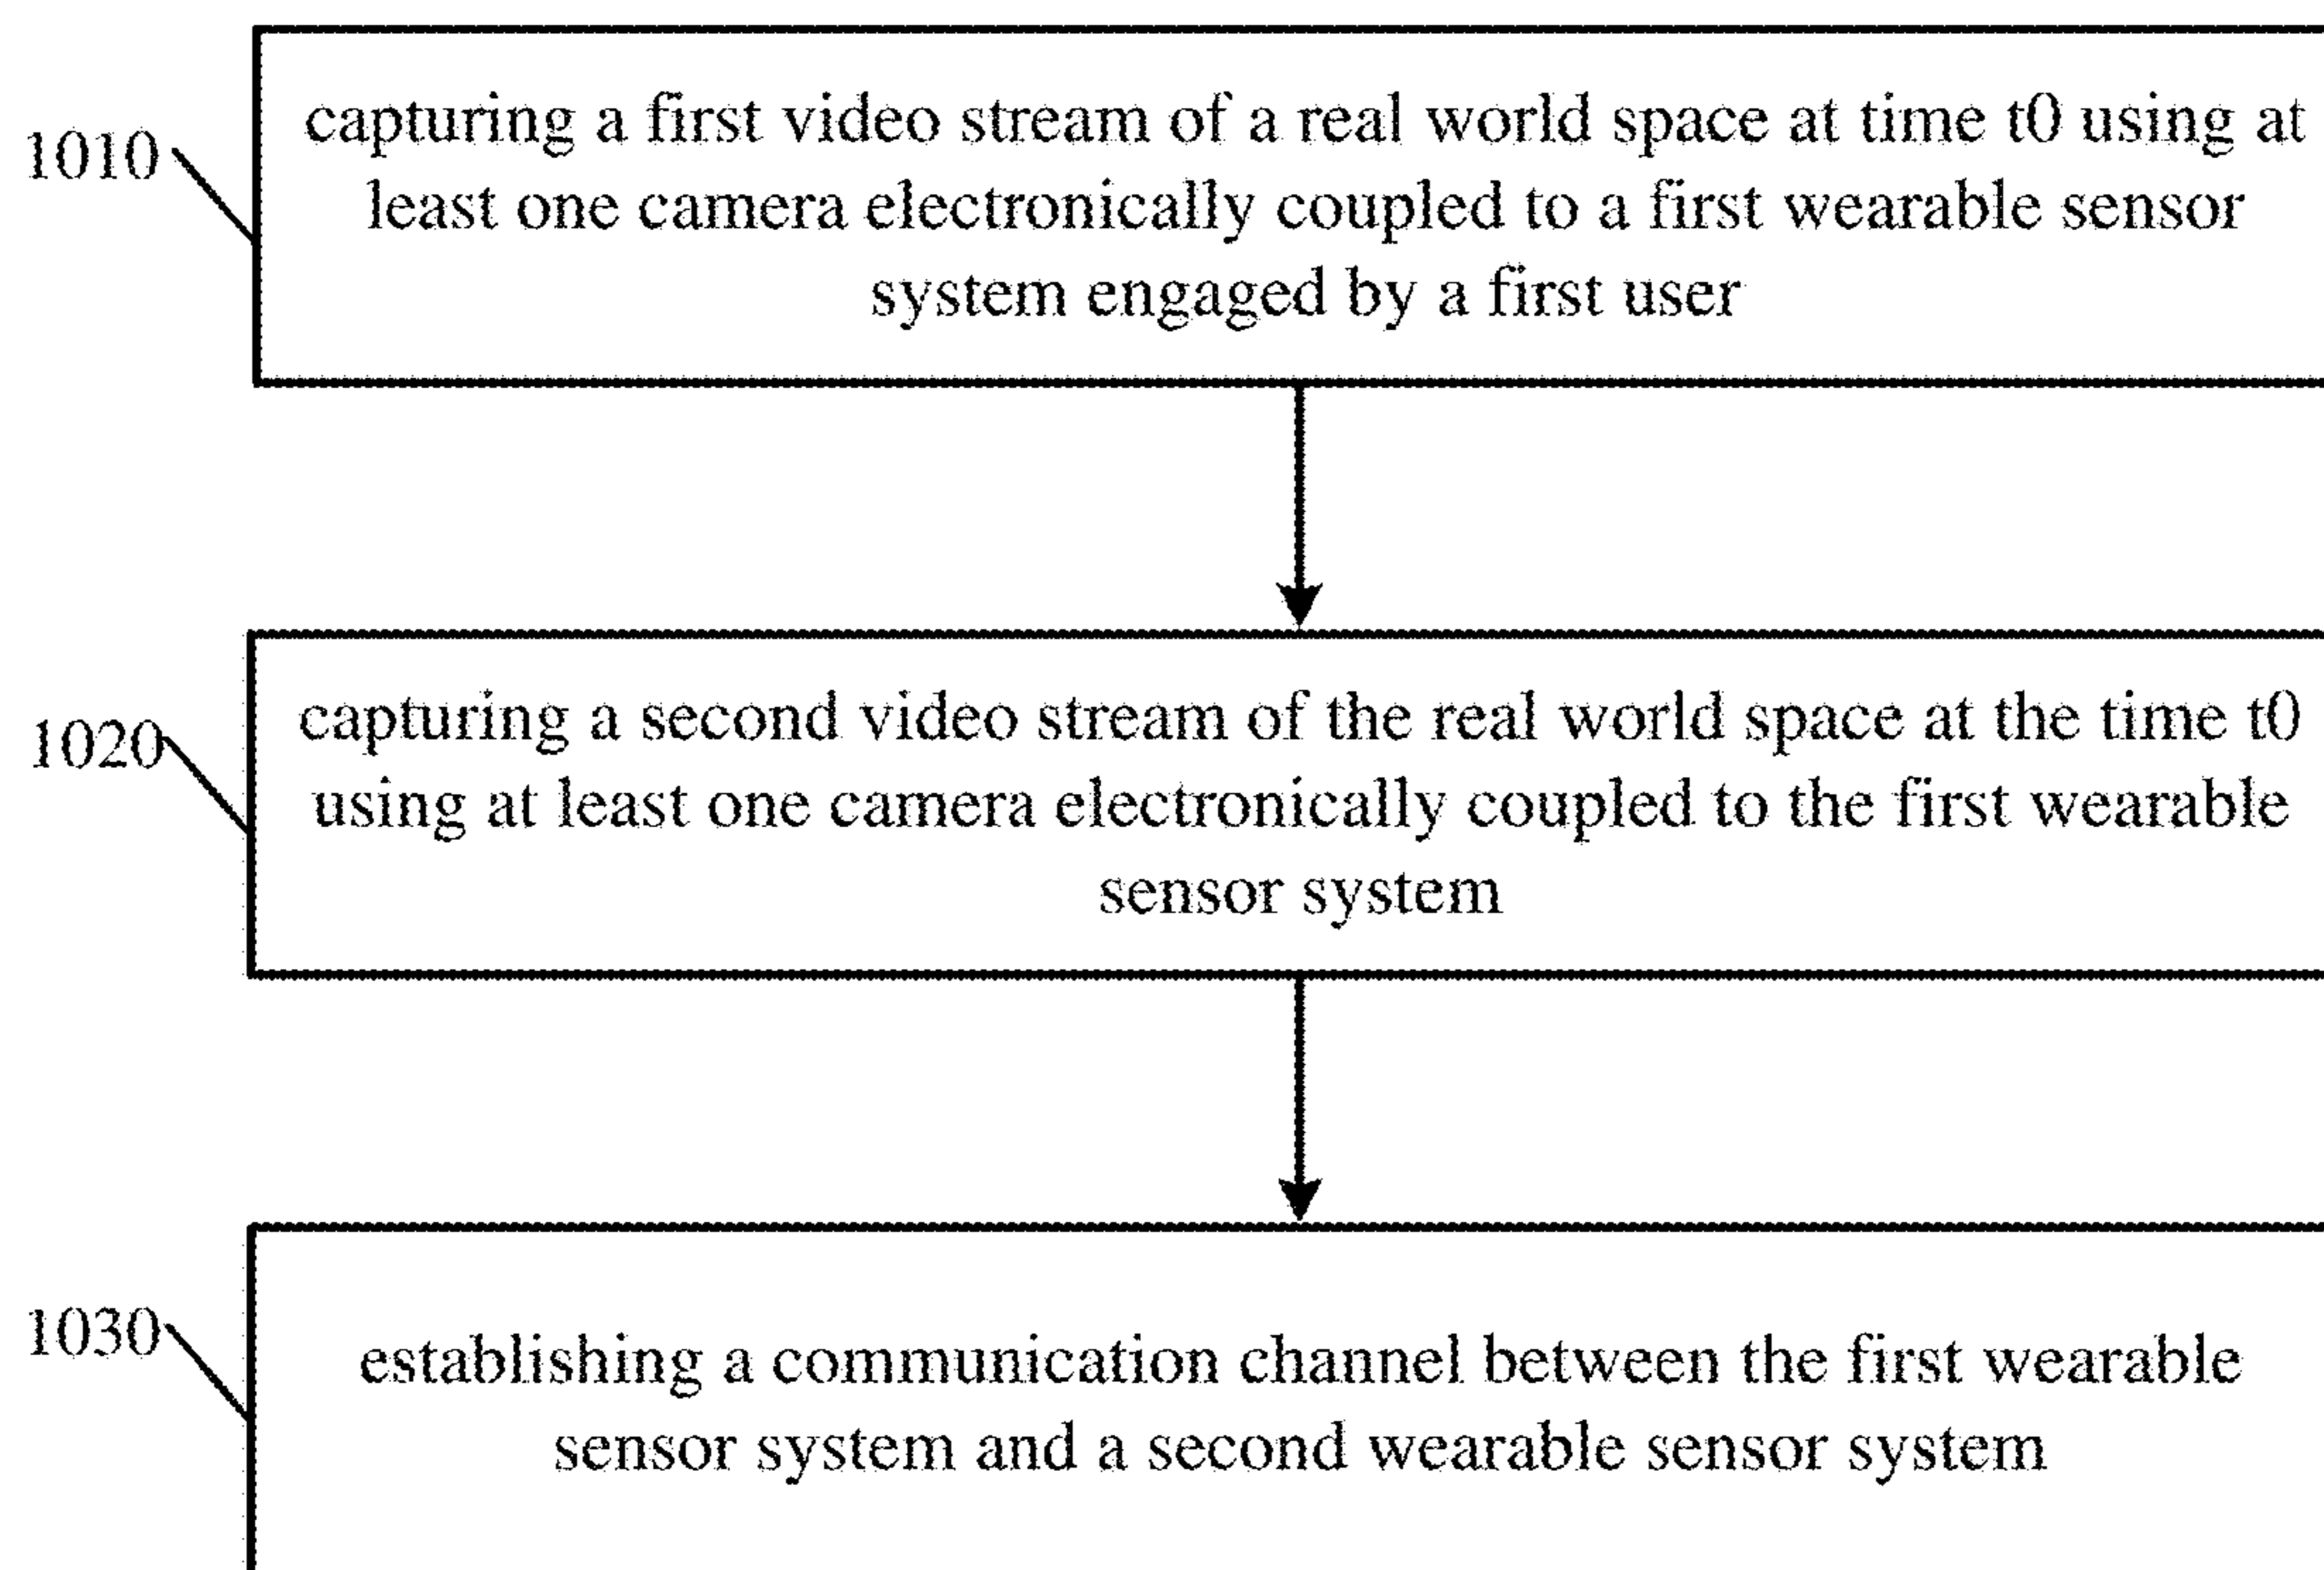 1010
capturing a first video stream of a real world space at time t0 using at
least one camera electronically coupled to a first wearable sensor
system engaged by a first user
1020
capturing a second video stream of the real world space at the time t0
using at least one camera electronically coupled to the first wearable
sensor system
1030
establishing a communication channel between the first wearable
sensor system and a second wearable sensor system